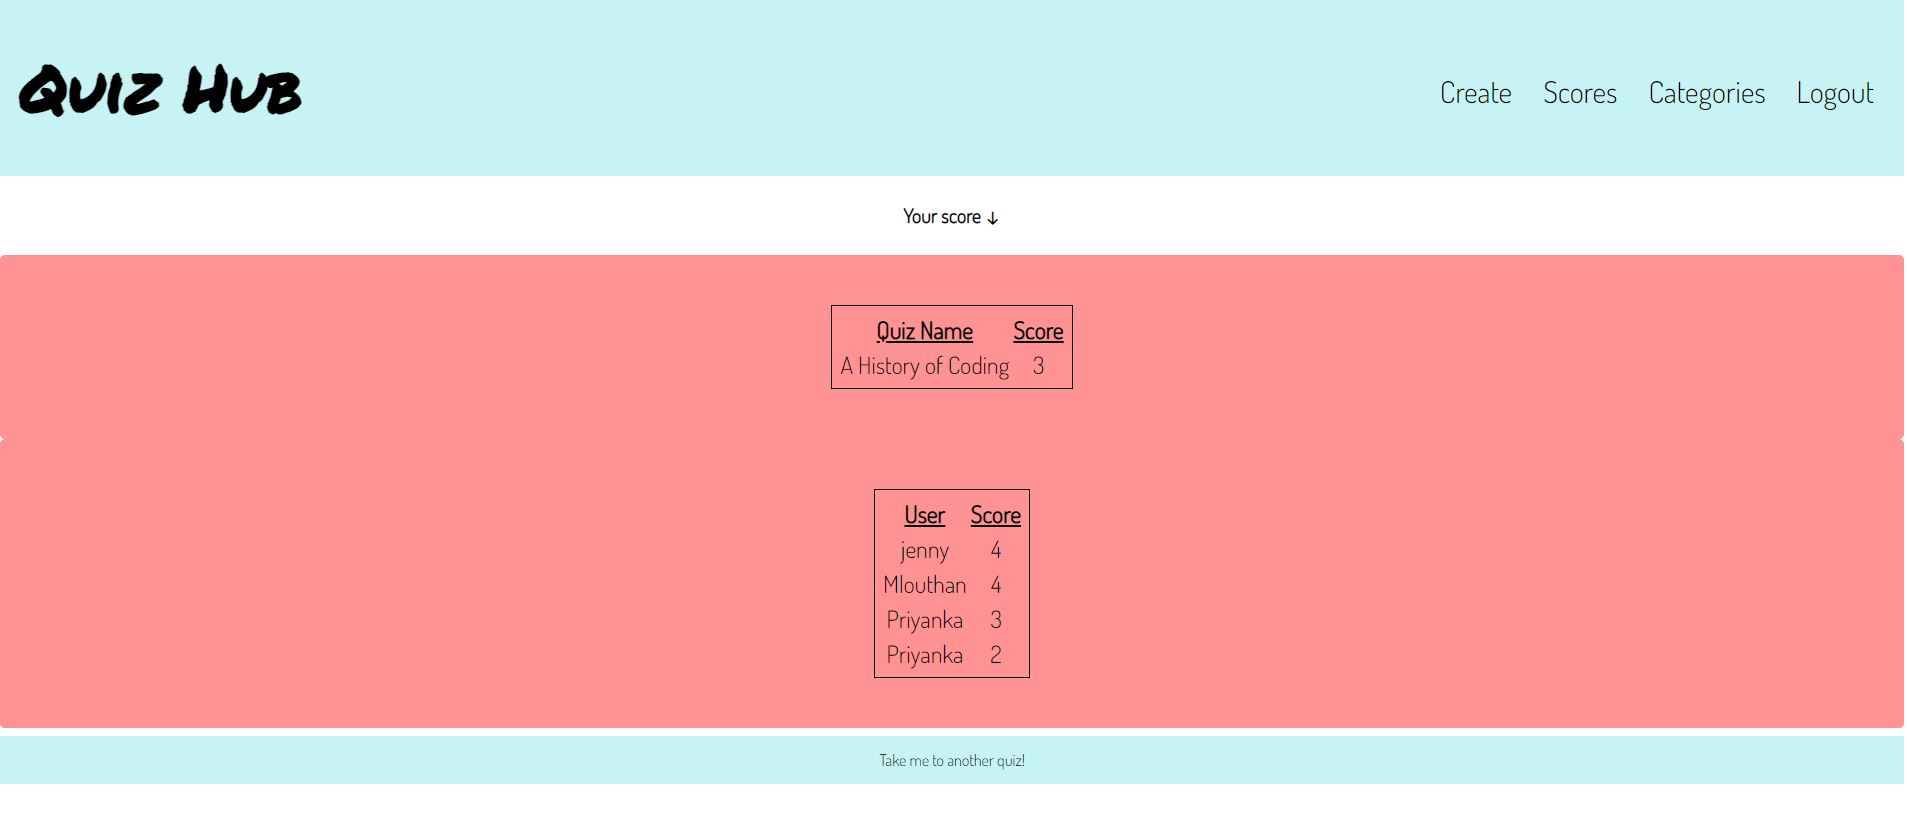 Quiz Hub
Create Scores Categories Logout
Your score ↓
Quiz Name Score
A History of Coding 3
User Score
jenny 4
Mlouthan 4
Priyanka 3
Priyanka 2
Take me to another quiz!